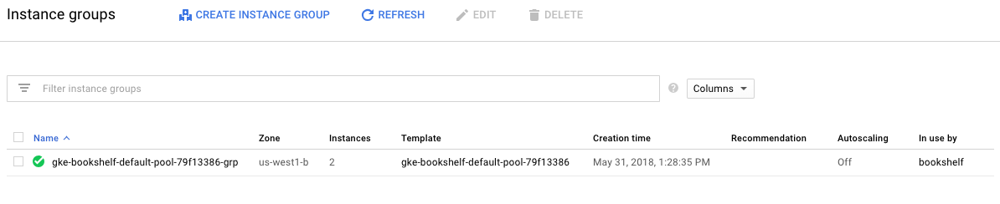 Instance groups CREATE INSTANCE GROUP REFRESH EDIT DELETE
Filter instance groups ? Columns
Name Zone Instances Template Creation time Recommendation Autoscaling In use by
gke-bookshelf-default-pool-79f13386-grp us-west1-b 2 gke-bookshelf-default-pool-79f13386 May 31, 2018, 1:28:35 PM Off bookshelf